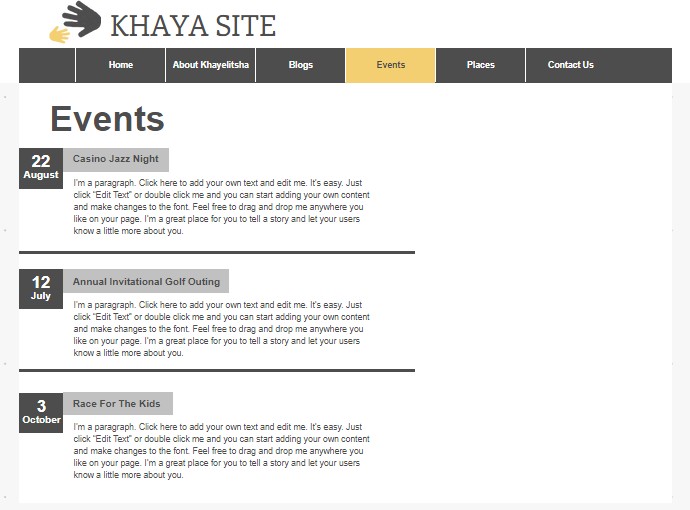 KHAYA SITE
Home About Khayelitsha Blogs Events Places Contact Us
Events
22
August
Casino Jazz Night
I'm a paragraph. Click here to add your own text and edit me. It's easy. Just
click “Edit Text” or double click me and you can start adding your own content
and make changes to the font. Feel free to drag and drop me anywhere you
like on your page. I'm a great place for you to tell a story and let your users
know a little more about you.
12
July
Annual Invitational Golf Outing
I'm a paragraph. Click here to add your own text and edit me. It's easy. Just
click “Edit Text” or double click me and you can start adding your own content
and make changes to the font. Feel free to drag and drop me anywhere you
like on your page. I'm a great place for you to tell a story and let your users
know a little more about you.
3
October
Race For The Kids
I'm a paragraph. Click here to add your own text and edit me. It's easy. Just
click “Edit Text” or double click me and you can start adding your own content
and make changes to the font. Feel free to drag and drop me anywhere you
like on your page. I'm a great place for you to tell a story and let your users
know a little more about you.